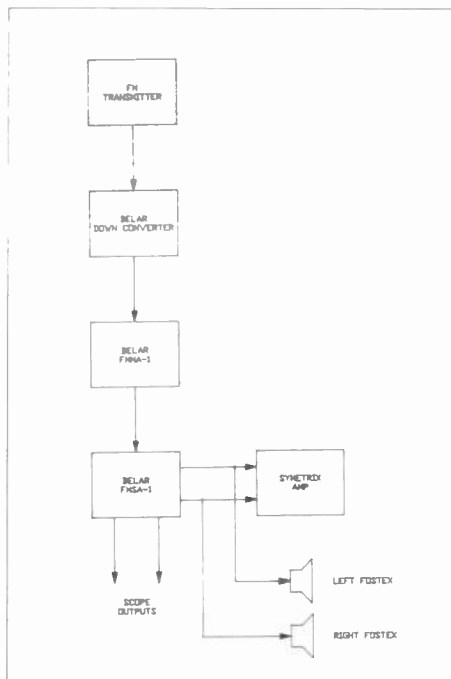 FM
TRANSMITTER
BELAR
DOWN CONVERTER
BELAR
FMMA-1
BELAR
FMSA-1
SYMETRIX
AMP
SCOPE
OUTPUTS
LEFT FOSTEX
RIGHT FOSTEX